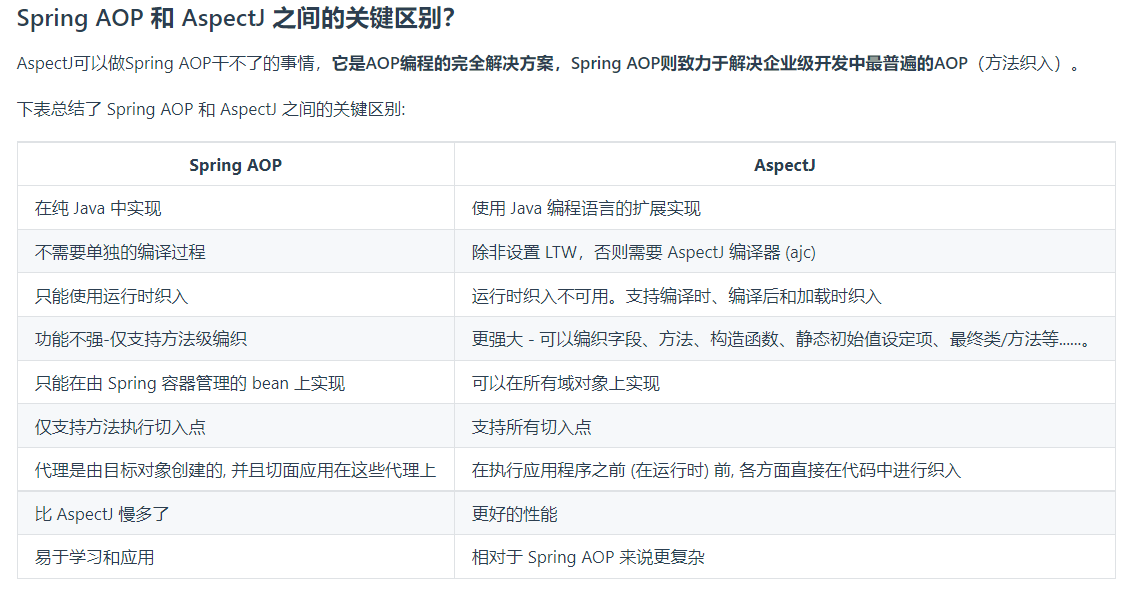 Spring AOP 和 AspectJ 之间的关键区别？
AspectJ可以做Spring AOP干不了的事情，它是AOP编程的完全解决方案，Spring AOP则致力于解决企业级开发中最普遍的AOP（方法织入）。
下表总结了 Spring AOP 和 AspectJ 之间的关键区别:
Spring AOP AspectJ
在纯 Java 中实现 使用 Java 编程语言的扩展实现
不需要单独的编译过程 除非设置 LTW，否则需要 AspectJ 编译器 (ajc)
只能使用运行时织入 运行时织入不可用。支持编译时、编译后和加载时织入
功能不强-仅支持方法级编织 更强大 - 可以编织字段、方法、构造函数、静态初始值设定项、最终类/方法等......。
只能在由 Spring 容器管理的 bean 上实现 可以在所有域对象上实现
仅支持方法执行切入点 支持所有切入点
代理是由目标对象创建的, 并且切面应用在这些代理上 在执行应用程序之前 (在运行时) 前, 各方面直接在代码中进行织入
比 AspectJ 慢多了 更好的性能
易于学习和应用 相对于 Spring AOP 来说更复杂